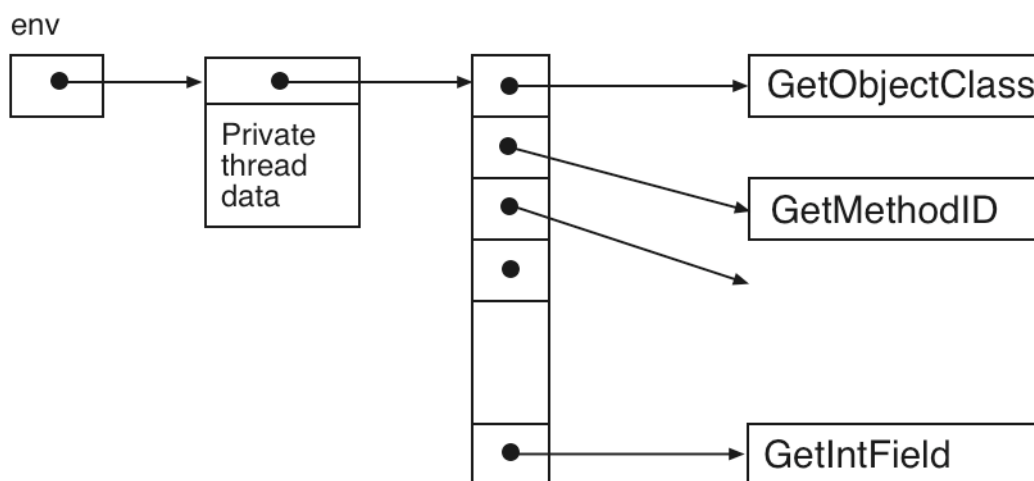 env
GetObjectClass
Private
thread
data
GetMethodID
GetIntField